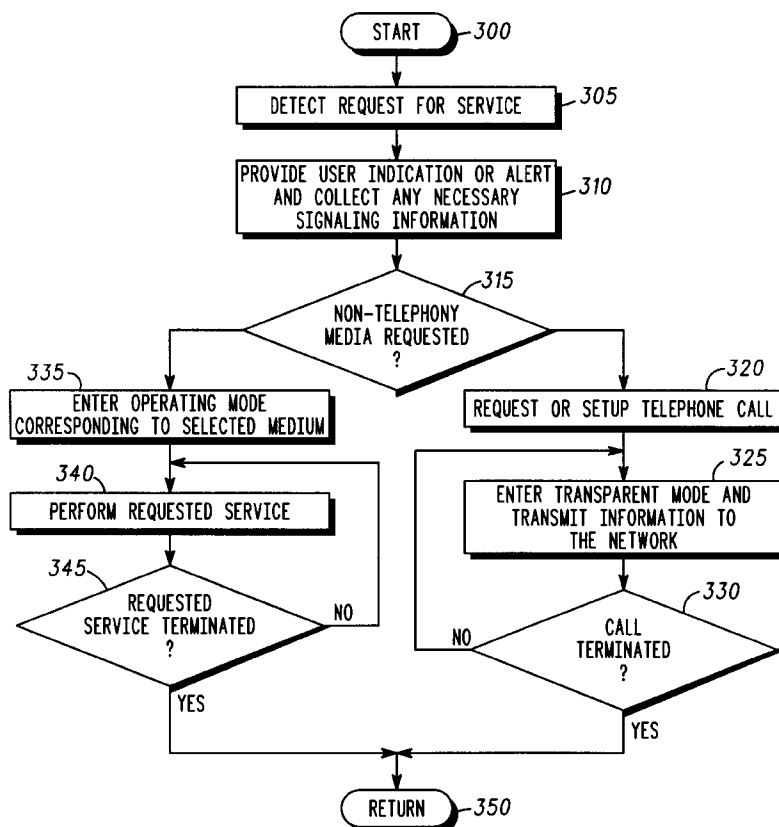 START
300
DETECT REQUEST FOR SERVICE
305
PROVIDE USER INDICATION OR ALERT
AND COLLECT ANY NECESSARY
SIGNALING INFORMATION
310
315
NON-TELEPHONY
MEDIA REQUESTED
?
335
ENTER OPERATING MODE
CORRESPONDING TO SELECTED MEDIUM
320
REQUEST OR SETUP TELEPHONE CALL
340
PERFORM REQUESTED SERVICE
325
ENTER TRANSPARENT MODE AND
TRANSMIT INFORMATION TO
THE NETWORK
345
REQUESTED
SERVICE TERMINATED
?
NO
YES
330
CALL
TERMINATED
?
NO
YES
RETURN
350